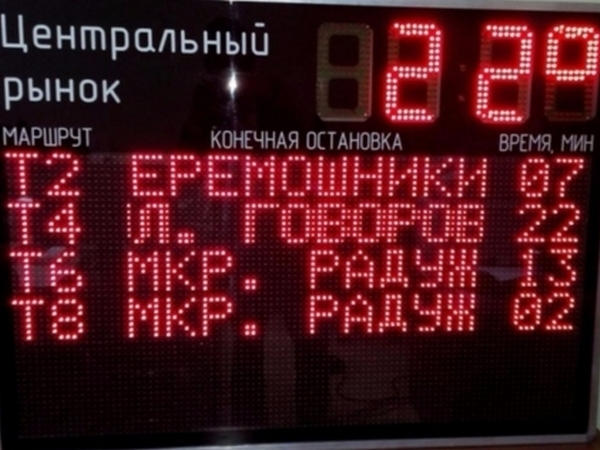 Центральный
рынок
2:29
МАРШРУТ КОНЕЧНАЯ ОСТАНОВКА ВРЕМЯ, МИН
Т2 ЕРЕМОШНИКИ 07
Т4 Л. ГОВОРОВ 22
Т6 МКР. РАДУЖ 13
Т8 МКР. РАДУЖ 02